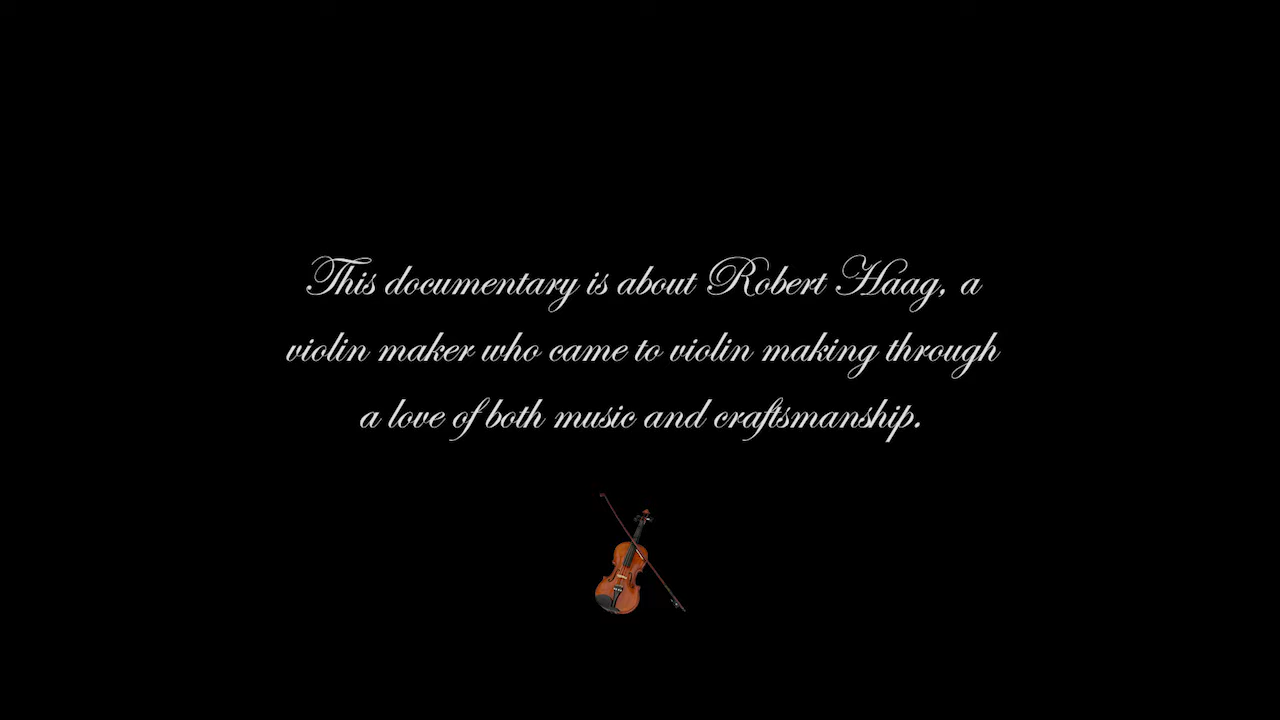 This documentary is about Robert Haag, a
violin maker who came to violin making through
a love of both music and craftsmanship.